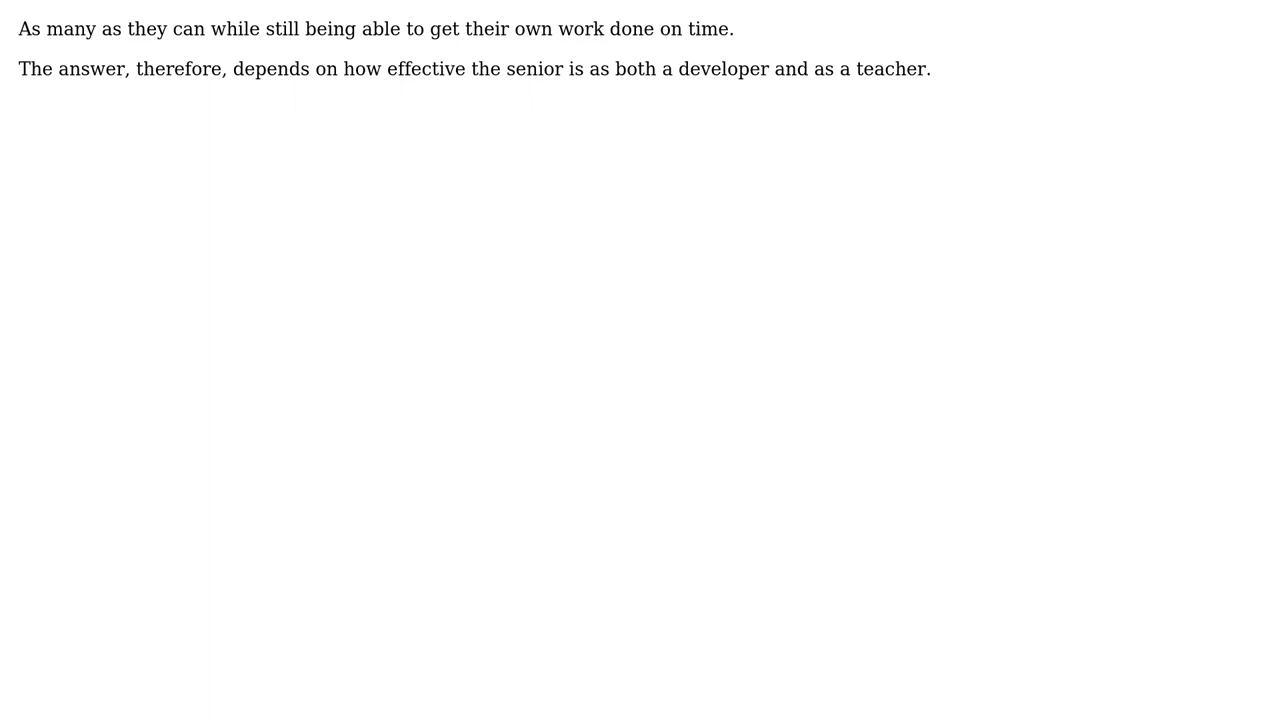 As many as they can while still being able to get their own work done on time.
The answer, therefore, depends on how effective the senior is as both a developer and as a teacher.